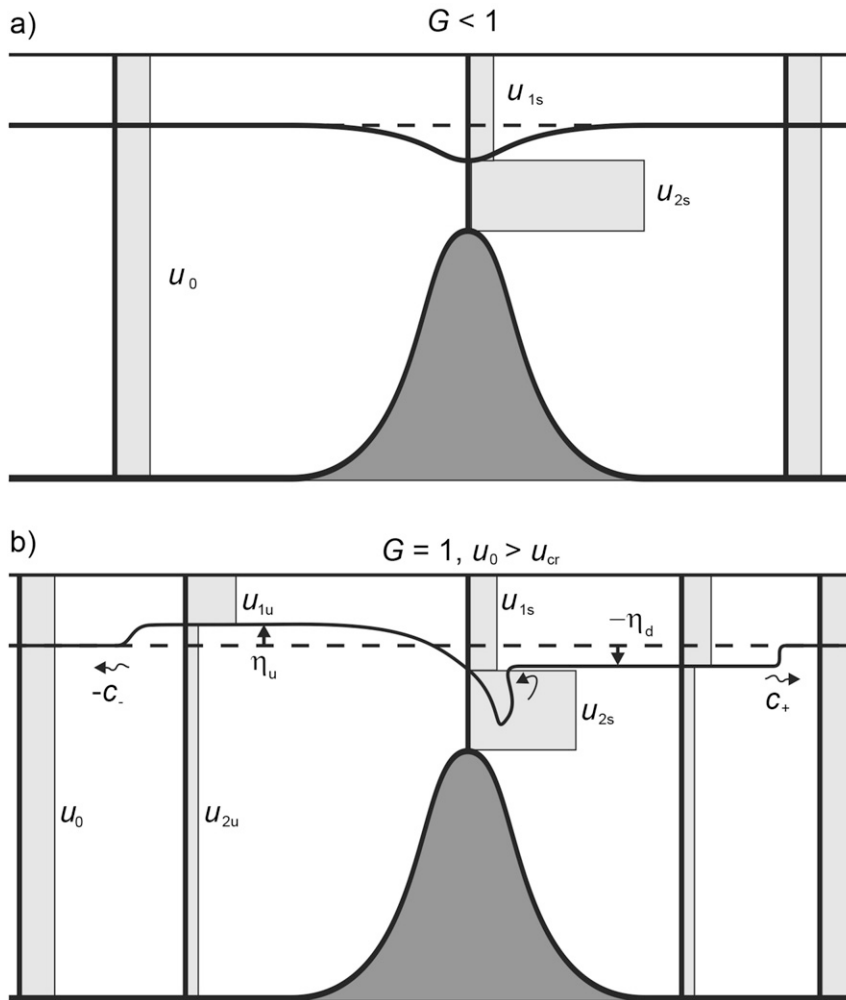 a)
G < 1
u1s
u2s
u0
b)
G = 1, u0 > ucr
u1u
u1s
−ηd
ηu
-c-
c+
u2s
u0
u2u